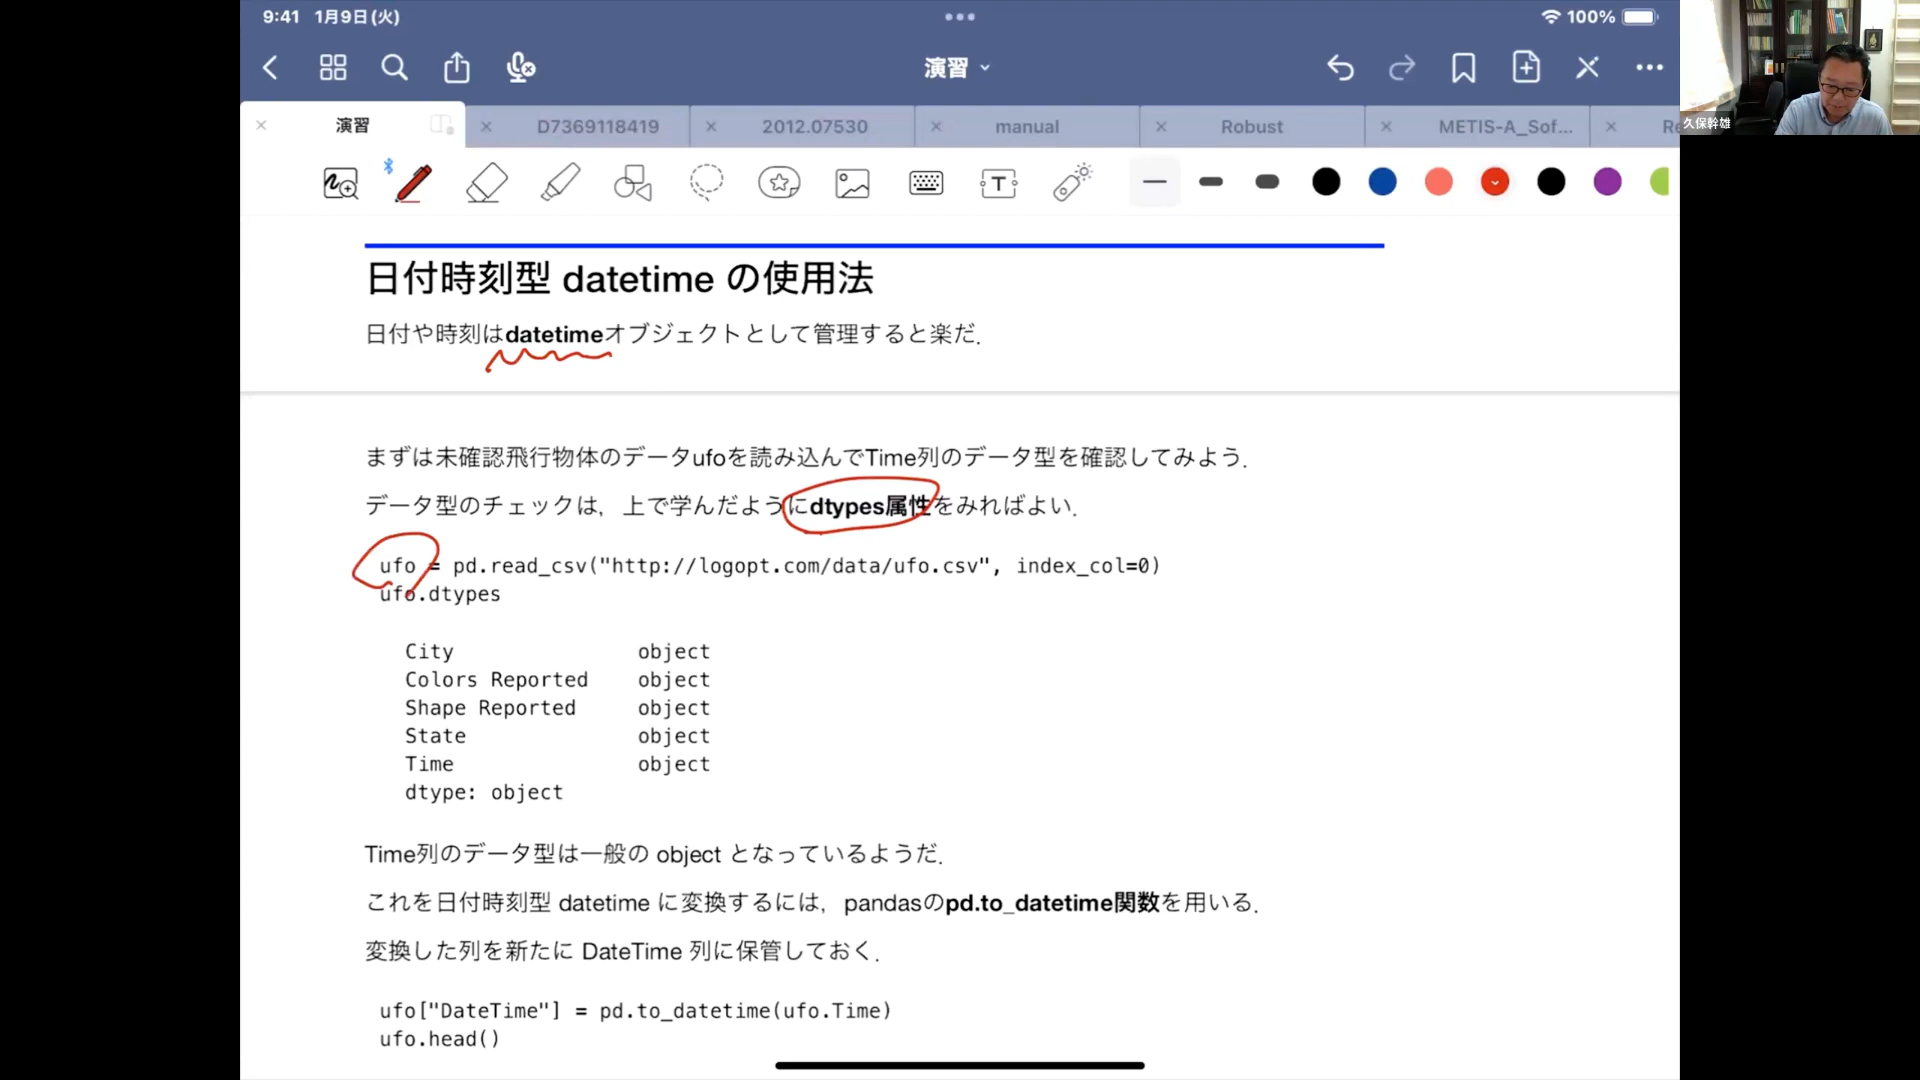 9:41 1月9日(火)
100%
演習
演習
D7369118419
2012.07530
manual
Robust
METIS-A_Sof...
久保幹雄
T
日付時刻型 datetime の使用法
日付や時刻はdatetimeオブジェクトとして管理すると楽だ．
まずは未確認飛行物体のデータufoを読み込んでTime列のデータ型を確認してみよう．
データ型のチェックは，上で学んだようにdtypes属性をみればよい．
ufo = pd.read_csv("http://logopt.com/data/ufo.csv", index_col=0)
ufo.dtypes
City object
Colors Reported object
Shape Reported object
State object
Time object
dtype: object
Time列のデータ型は一般の object となっているようだ．
これを日付時刻型 datetime に変換するには，pandasのpd.to_datetime関数を用いる．
変換した列を新たに DateTime 列に保管しておく．
ufo["DateTime"] = pd.to_datetime(ufo.Time)
ufo.head()